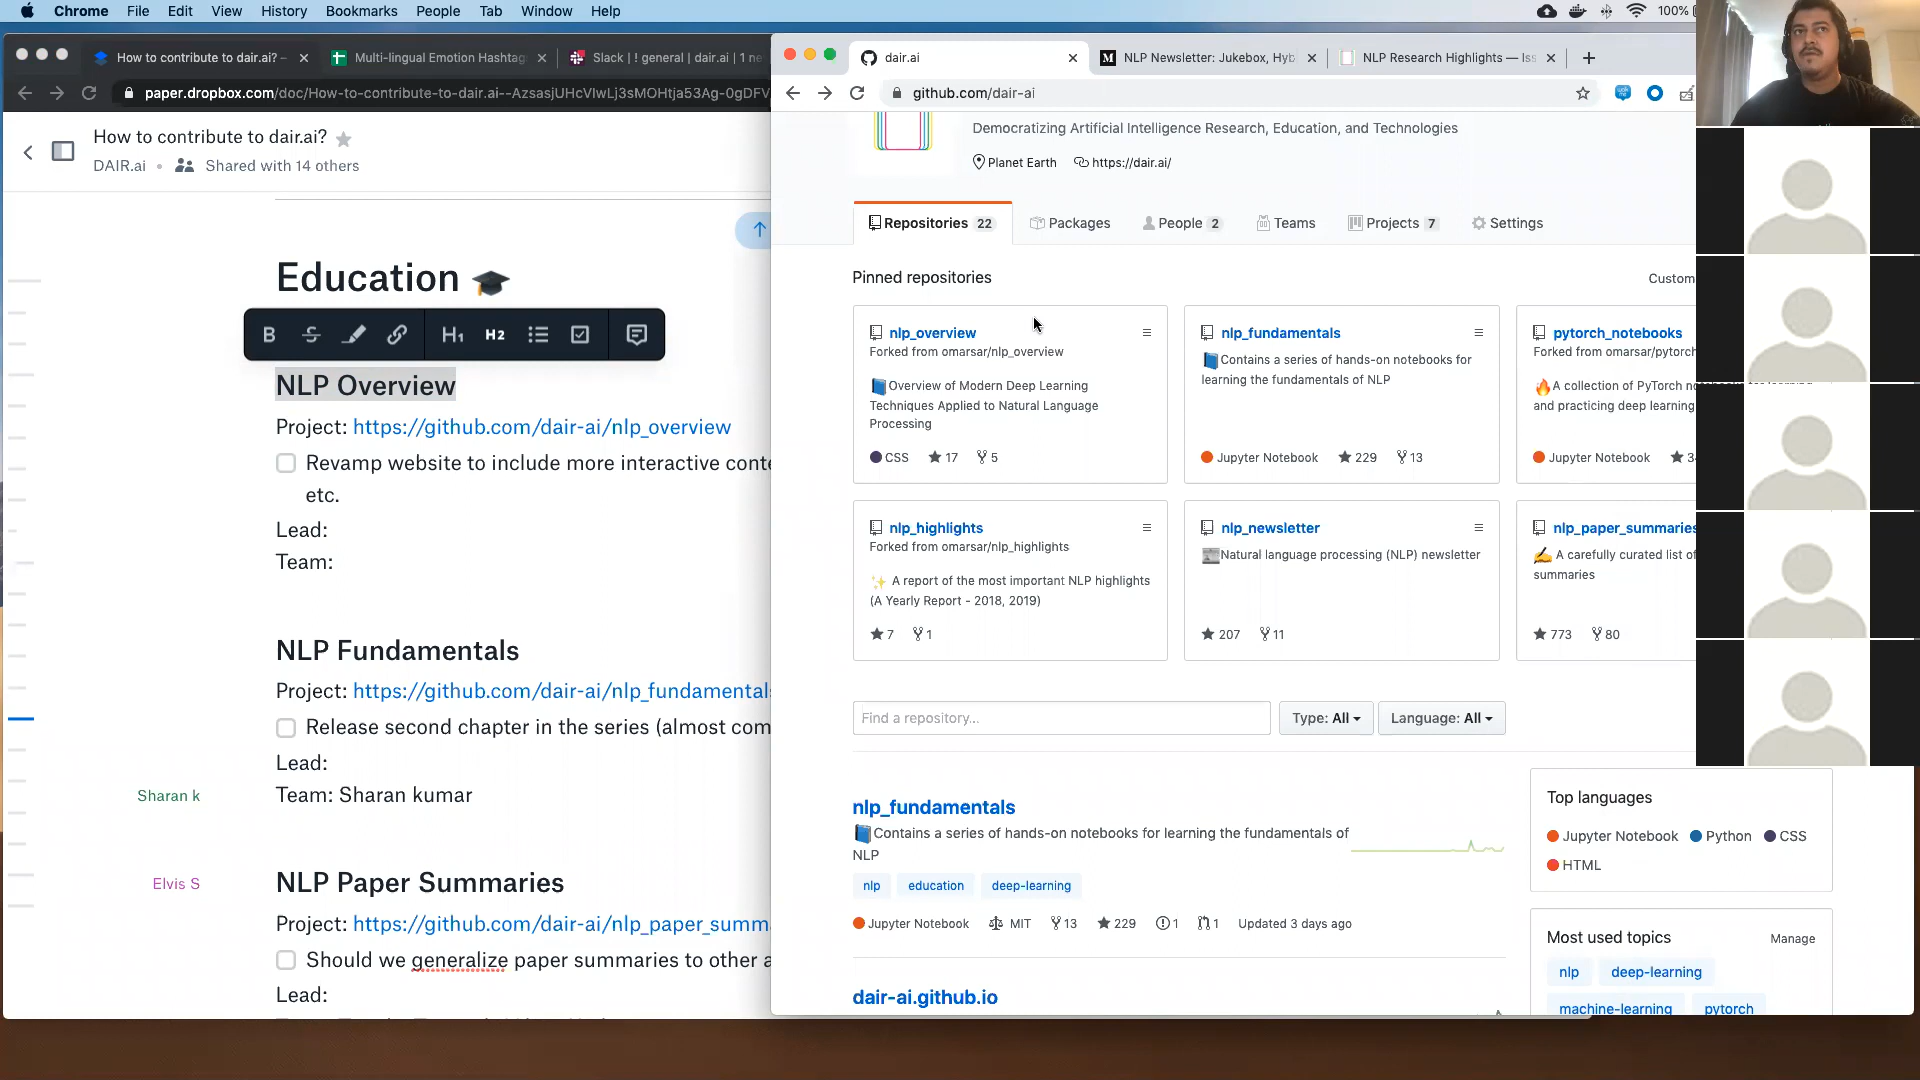 Chrome File Edit View History Bookmarks People Tab Window Help
100%
How to contribute to dair.ai? –
Multi-lingual Emotion Hashtag
Slack | ! general | dair.ai | 1 ne
paper.dropbox.com/doc/How-to-contribute-to-dair.ai--AzsasjUHcVlwLj3sMOHtja53Ag-0gDFV
How to contribute to dair.ai?
DAIR.ai • Shared with 14 others
Education
B S H1 H2
NLP Overview
Project: https://github.com/dair-ai/nlp_overview
Revamp website to include more interactive conte
etc.
Lead:
Team:
NLP Fundamentals
Project: https://github.com/dair-ai/nlp_fundamentals
Release second chapter in the series (almost com
Lead:
Sharan k
Team: Sharan kumar
Elvis S
NLP Paper Summaries
Project: https://github.com/dair-ai/nlp_paper_summa
Should we generalize paper summaries to other a
Lead:
dair.ai
NLP Newsletter: Jukebox, Hyb
NLP Research Highlights — Iss
github.com/dair-ai
Democratizing Artificial Intelligence Research, Education, and Technologies
Planet Earth https://dair.ai/
Repositories 22 Packages People 2 Teams Projects 7 Settings
Pinned repositories
Custom
nlp_overview
Forked from omarsar/nlp_overview
Overview of Modern Deep Learning
Techniques Applied to Natural Language
Processing
CSS 17 5
nlp_fundamentals
Contains a series of hands-on notebooks for
learning the fundamentals of NLP
Jupyter Notebook 229 13
pytorch_notebooks
Forked from omarsar/pytorch
A collection of PyTorch
and practicing deep learning
Jupyter Notebook 34
nlp_highlights
Forked from omarsar/nlp_highlights
A report of the most important NLP highlights
(A Yearly Report - 2018, 2019)
7 1
nlp_newsletter
Natural language processing (NLP) newsletter
207 11
nlp_paper_summaries
A carefully curated list of
summaries
773 80
Find a repository...
Type: All
Language: All
nlp_fundamentals
Contains a series of hands-on notebooks for learning the fundamentals of
NLP
nlp education deep-learning
Jupyter Notebook MIT 13 229 1 1 Updated 3 days ago
dair-ai.github.io
Top languages
Jupyter Notebook Python CSS
HTML
Most used topics Manage
nlp deep-learning
machine-learning pytorch